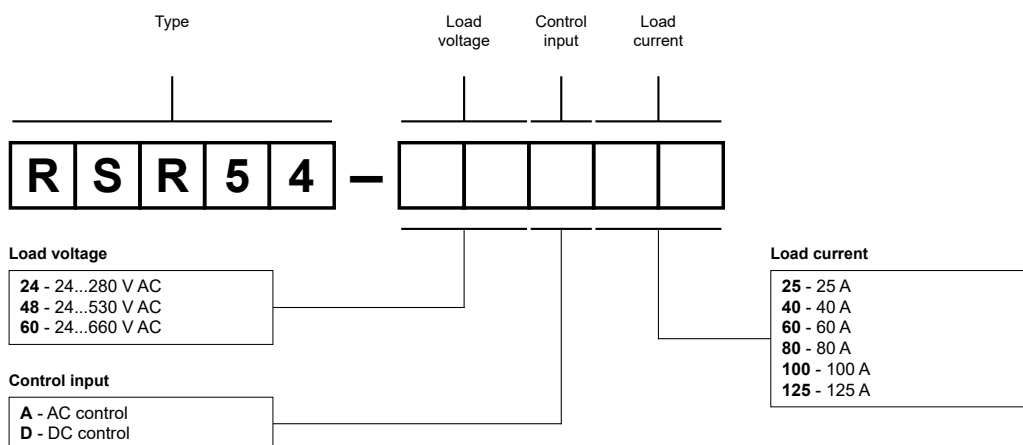 Type
Load
voltage
Control
input
Load
current
R S R 5 4 –
Load voltage
24 - 24...280 V AC
48 - 24...530 V AC
60 - 24...660 V AC
Control input
A - AC control
D - DC control
Load current
25 - 25 A
40 - 40 A
60 - 60 A
80 - 80 A
100 - 100 A
125 - 125 A